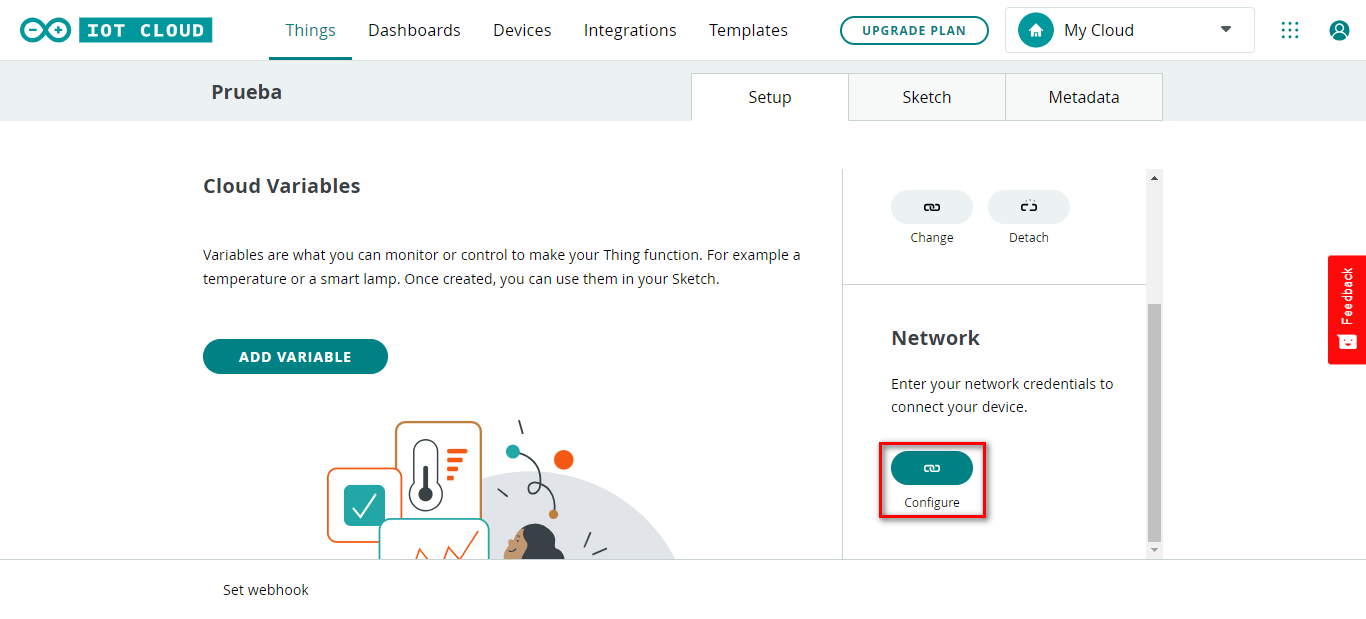 IOT CLOUD
Things
Dashboards
Devices
Integrations
Templates
UPGRADE PLAN
My Cloud
Prueba
Setup
Sketch
Metadata
Cloud Variables
Variables are what you can monitor or control to make your Thing function. For example a
temperature or a smart lamp. Once created, you can use them in your Sketch.
ADD VARIABLE
Change
Detach
Network
Enter your network credentials to
connect your device.
Configure
Feedback
Set webhook